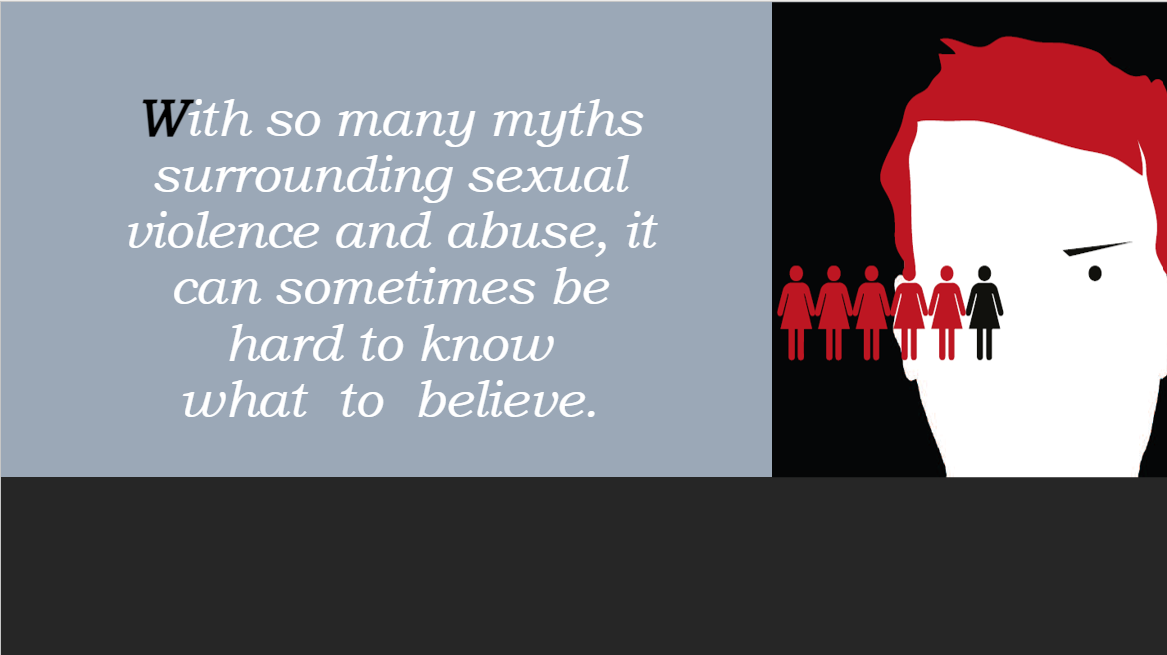 With so many myths
surrounding sexual
violence and abuse, it
can sometimes be
hard to know
what to believe.